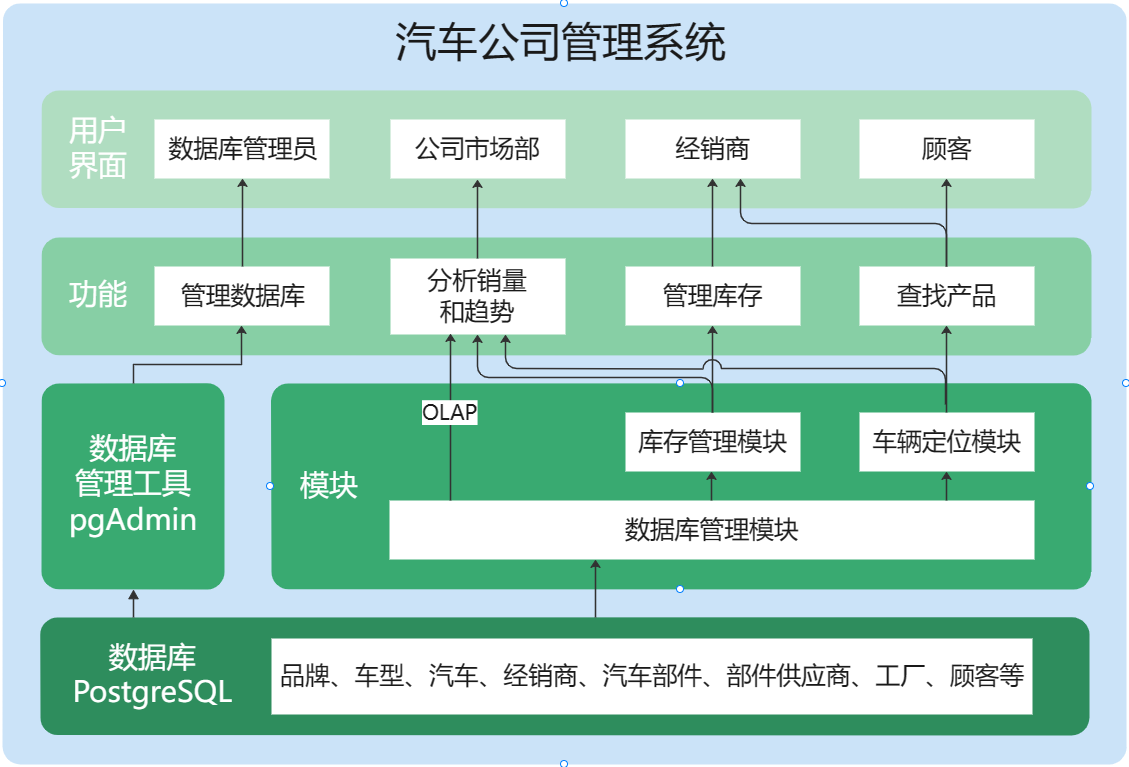 汽车公司管理系统
用户
界面
数据库管理员
公司市场部
经销商
顾客
功能
管理数据库
分析销量
和趋势
管理库存
查找产品
数据库
管理工具
pgAdmin
模块
OLAP
库存管理模块
车辆定位模块
数据库管理模块
数据库
PostgreSQL
品牌、车型、汽车、经销商、汽车部件、部件供应商、工厂、顾客等